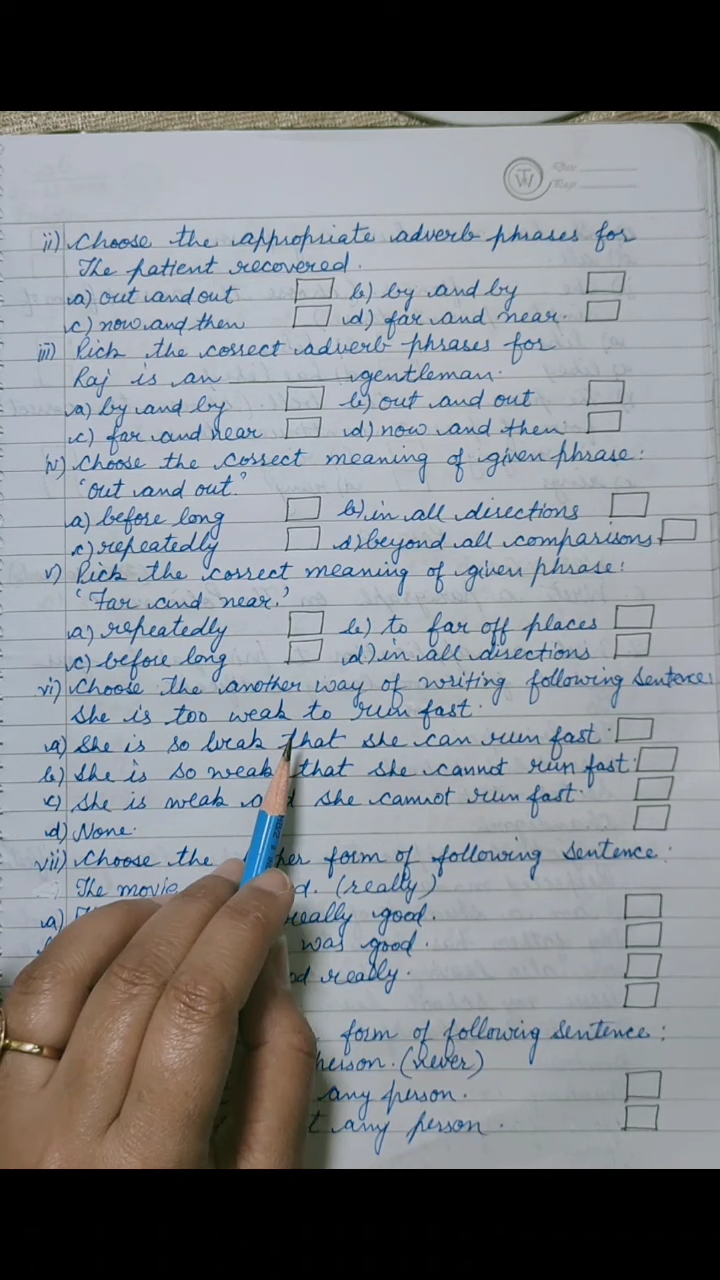 ii) Choose the appropriate adverb phrases for
The patient recovered.
a) out and out b) by and by
c) now and then d) far and near.
iii) Pick the correct adverb phrases for
Raj is an ________ gentleman.
a) by and by b) out and out
c) far and near d) now and then
iv) Choose the correct meaning of given phrase:
'out and out.'
a) before long b) in all directions
c) repeatedly d) beyond all comparisons.
v) Pick the correct meaning of given phrase:
'Far and near.'
a) repeatedly b) to far off places
c) before long d) in all directions
vi) Choose the another way of writing following sentence:
She is too weak to run fast.
a) She is so weak that she can run fast.
b) She is so weak that she cannot run fast.
c) She is weak and she cannot run fast.
d) None.
vii) Choose the form of following sentence:
The movie (really)
a) really good.
was good.
really.
form of following sentence:
person. (never)
any person.
any person.